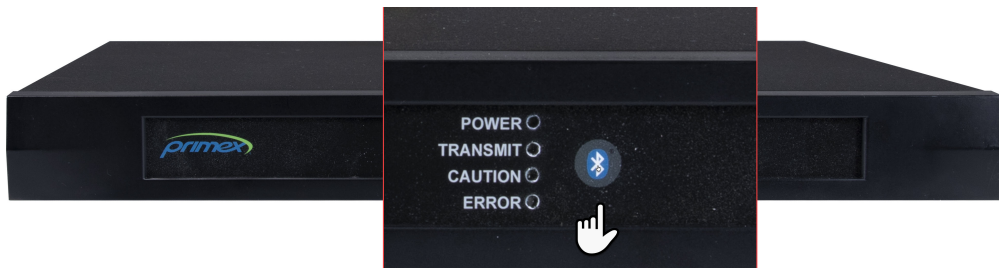 primex
POWER
TRANSMIT
CAUTION
ERROR